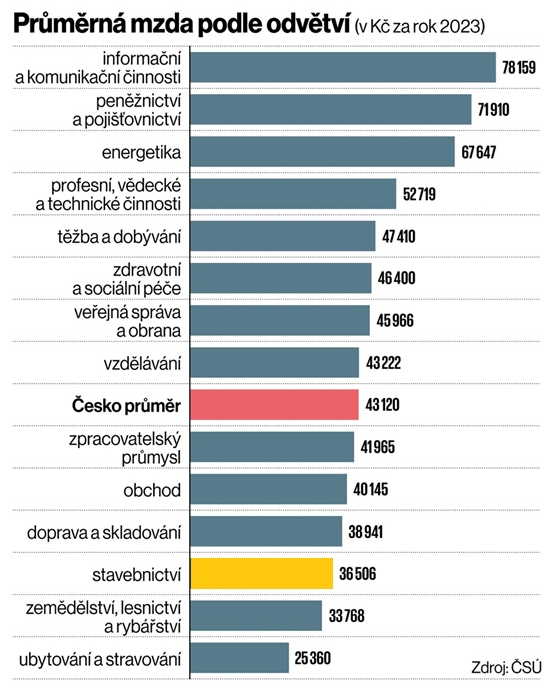 Průměrná mzda podle odvětví (v Kč za rok 2023)
informační
a komunikační činnosti
78 159
peněžnictví
a pojišťovnictví
71 910
energetika
67 647
profesní, vědecké
a technické činnosti
52 719
těžba a dobývání
47 410
zdravotní
a sociální péče
46 400
veřejná správa
a obrana
45 966
vzdělávání
43 222
Česko průměr
43 120
zpracovatelský
průmysl
41 965
obchod
40 145
doprava a skladování
38 941
stavebnictví
36 506
zemědělství, lesnictví
a rybářství
33 768
ubytování a stravování
25 360
Zdroj: ČSÚ